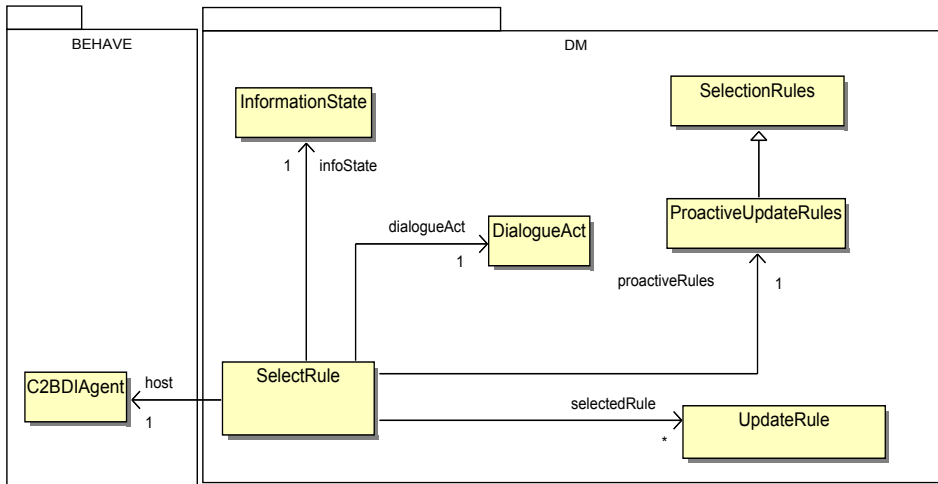 BEHAVE
DM
InformationState
SelectionRules
1
infoState
ProactiveUpdateRules
dialogueAct
DialogueAct
1
proactiveRules
1
SelectRule
C2BDIAgent
host
1
selectedRule
UpdateRule
*